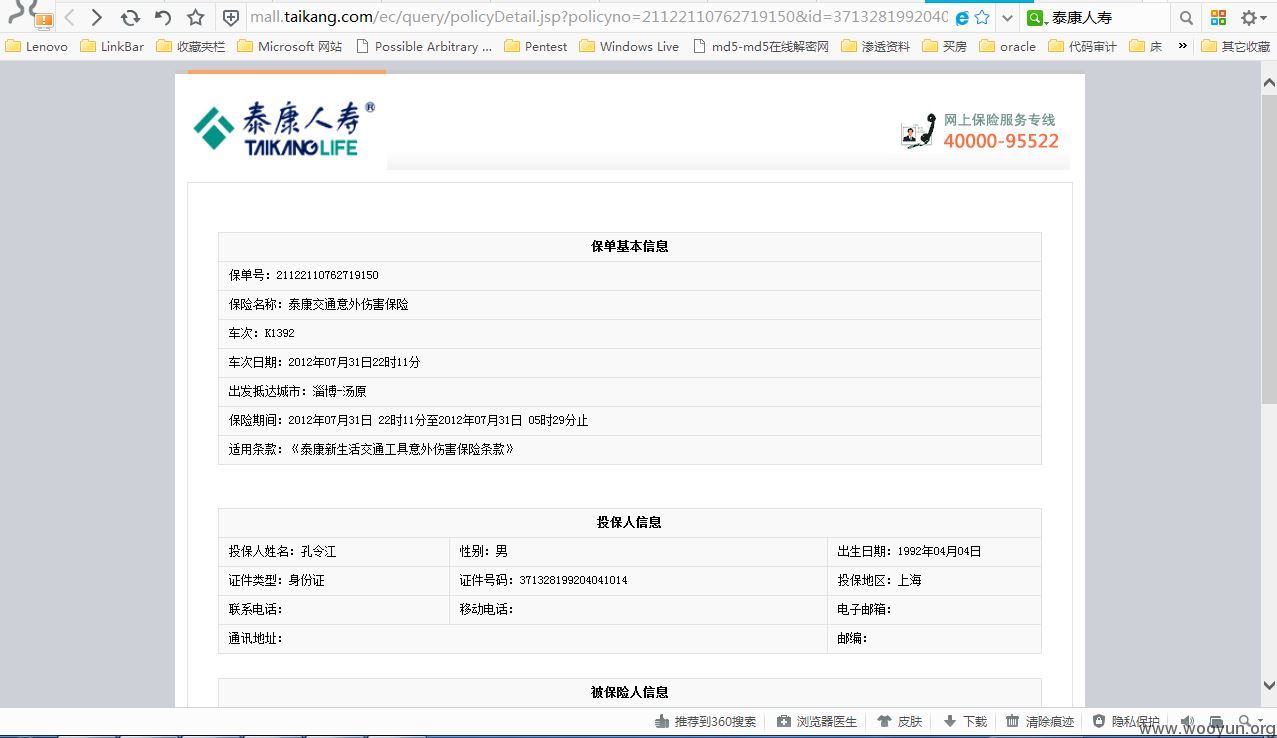 mall.taikang.com/ec/query/policyDetail.jsp?policyno=21122110762719150&id=3713281992040
泰康人寿
Lenovo LinkBar 收藏夹栏 Microsoft 网站 Possible Arbitrary ... Pentest Windows Live md5-md5在线解密网 渗透资料 买房 oracle 代码审计 床 » 其它收藏
泰康人寿®
TAIKANGLIFE
网上保险服务专线
40000-95522
保单基本信息
保单号：21122110762719150
保险名称：泰康交通意外伤害保险
车次：K1392
车次日期：2012年07月31日22时11分
出发抵达城市：淄博-汤原
保险期间：2012年07月31日 22时11分至2012年07月31日 05时29分止
适用条款：《泰康新生活交通工具意外伤害保险条款》
投保人信息
投保人姓名：孔令江 性别：男 出生日期：1992年04月04日
证件类型：身份证 证件号码：371328199204041014 投保地区：上海
联系电话： 移动电话： 电子邮箱：
通讯地址： 邮编：
被保险人信息
推荐到360搜索 浏览器医生 皮肤 下载 清除痕迹 隐私保护
www.wooyun.org